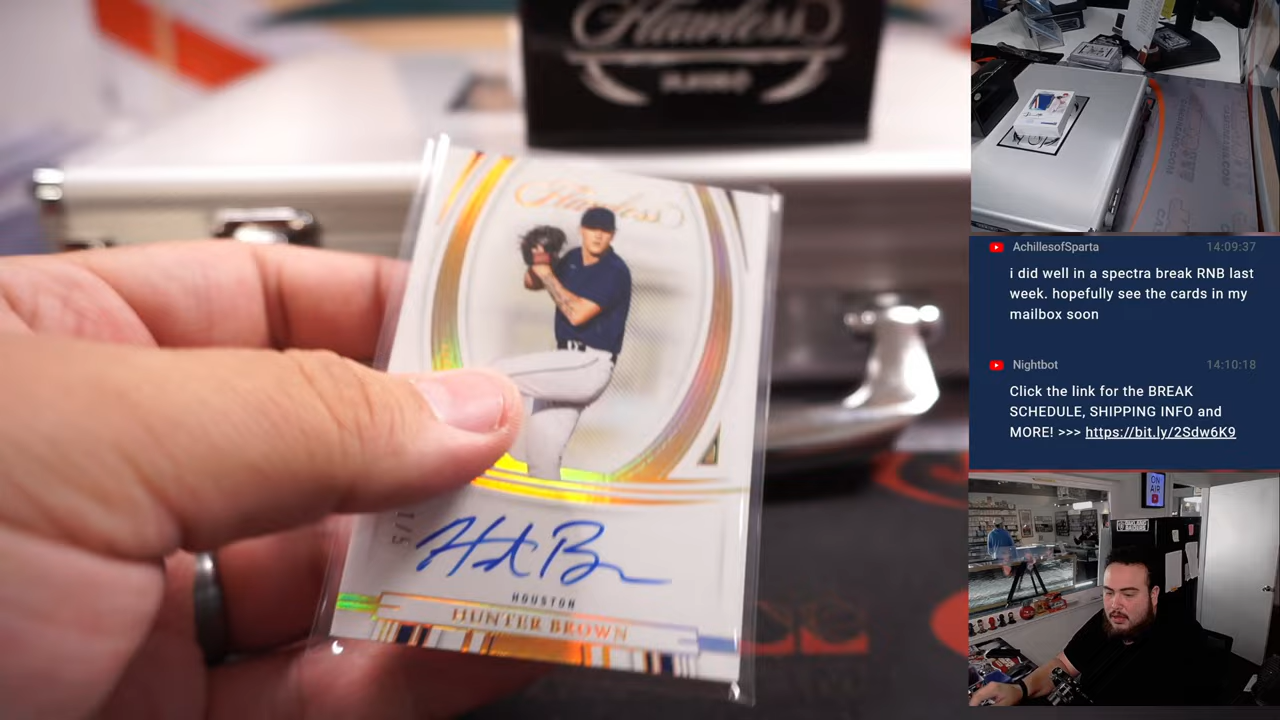 Flawless
Flawless
1/5
HOUSTON
HUNTER BROWN
AchillesofSparta 14:09:37
i did well in a spectra break RNB last
week. hopefully see the cards in my
mailbox soon
Nightbot 14:10:18
Click the link for the BREAK
SCHEDULE, SHIPPING INFO and
MORE! >>> https://bit.ly/2Sdw6K9
ON
AIR